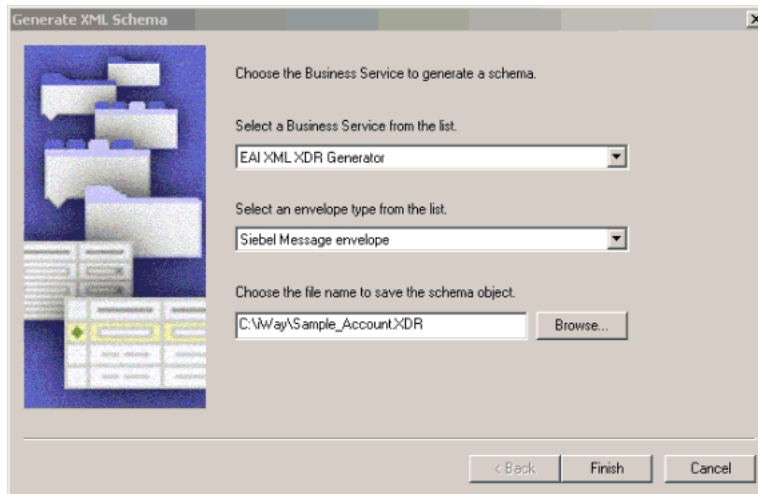 Generate XML Schema
Choose the Business Service to generate a schema.
Select a Business Service from the list.
EAI XML XDR Generator
Select an envelope type from the list.
Siebel Message envelope
Choose the file name to save the schema object.
C:\iWay\Sample_Account.XDR
Browse...
< Back
Finish
Cancel